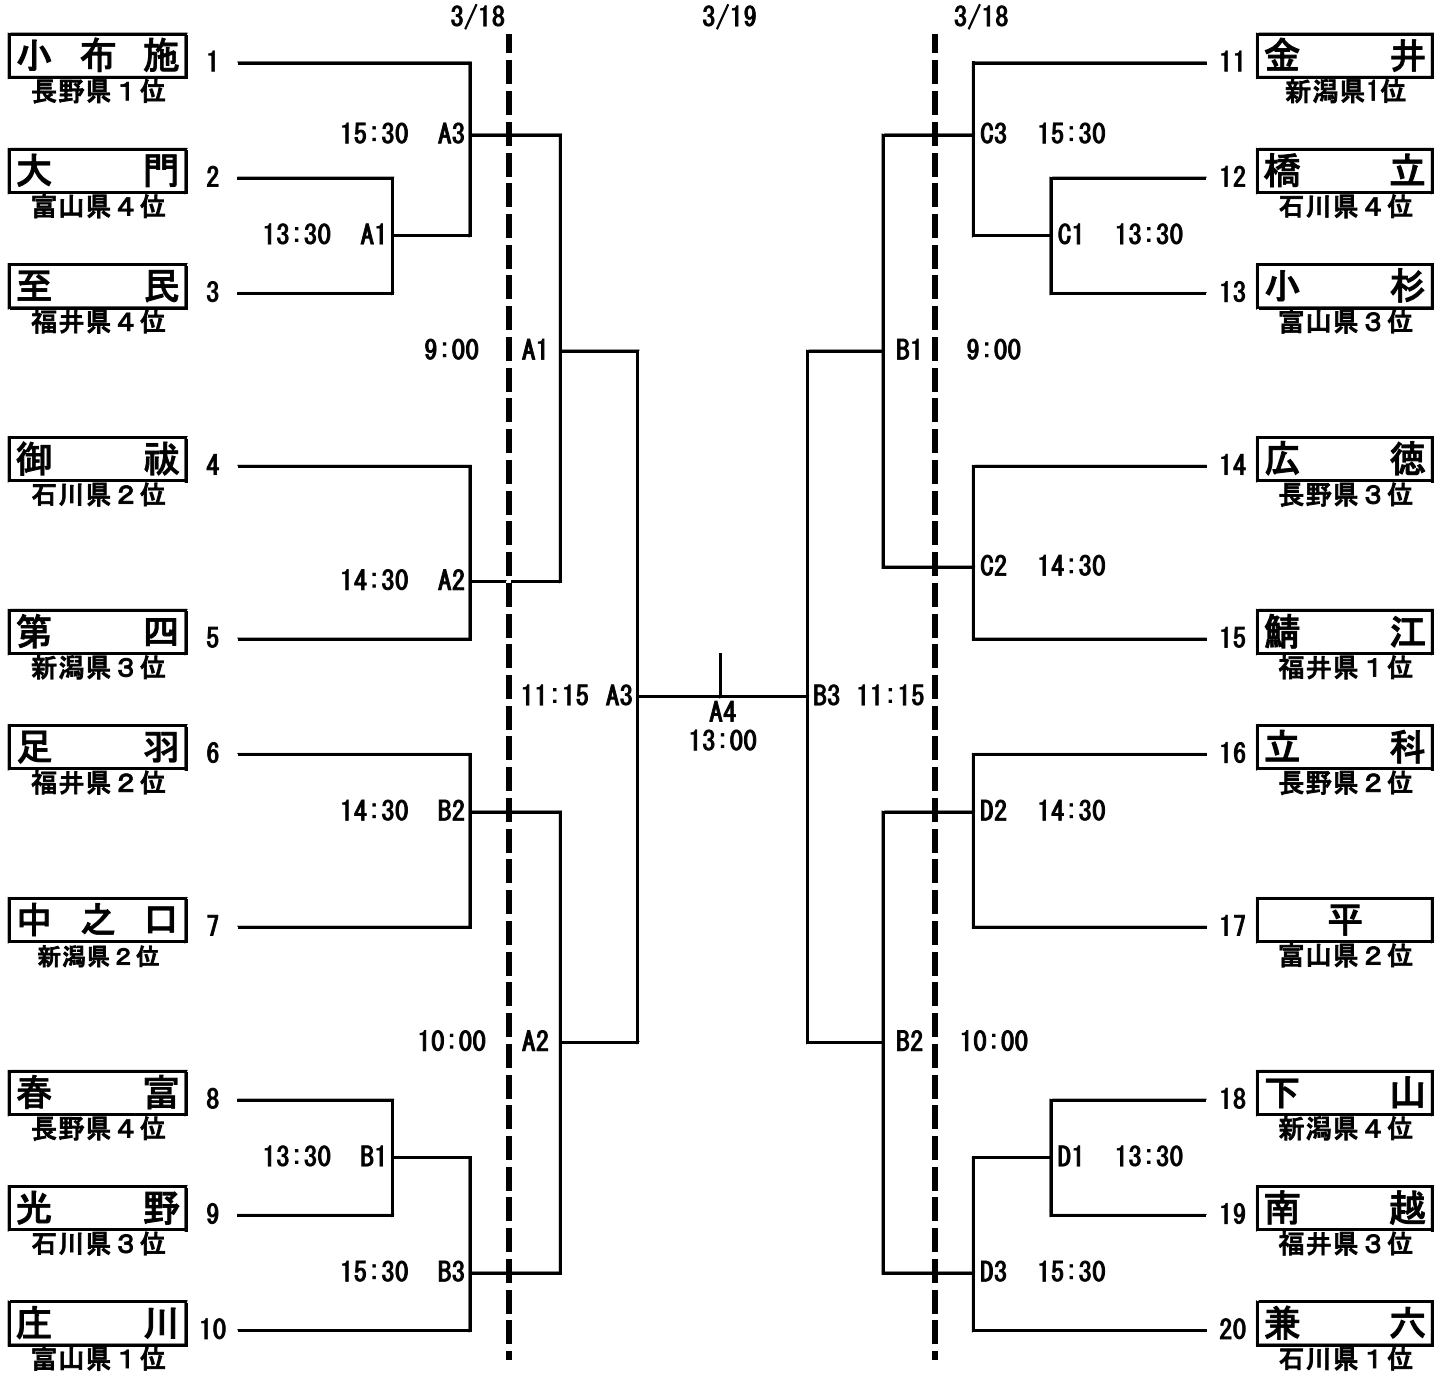 3/18 3/19 3/18
小布施 1
長野県1位
15:30 A3
大門 2
富山県4位
13:30 A1
至民 3
福井県4位
9:00 A1
御祓 4
石川県2位
14:30 A2
第四 5
新潟県3位
11:15 A3
足羽 6
福井県2位
14:30 B2
中之口 7
新潟県2位
10:00 A2
春富 8
長野県4位
13:30 B1
光野 9
石川県3位
15:30 B3
庄川 10
富山県1位
A4
13:00
11 金井
新潟県1位
C3 15:30
12 橋立
石川県4位
C1 13:30
13 小杉
富山県3位
B1 9:00
14 広徳
長野県3位
C2 14:30
15 鯖江
福井県1位
B3 11:15
16 立科
長野県2位
D2 14:30
17 平
富山県2位
B2 10:00
18 下山
新潟県4位
D1 13:30
19 南越
福井県3位
D3 15:30
20 兼六
石川県1位